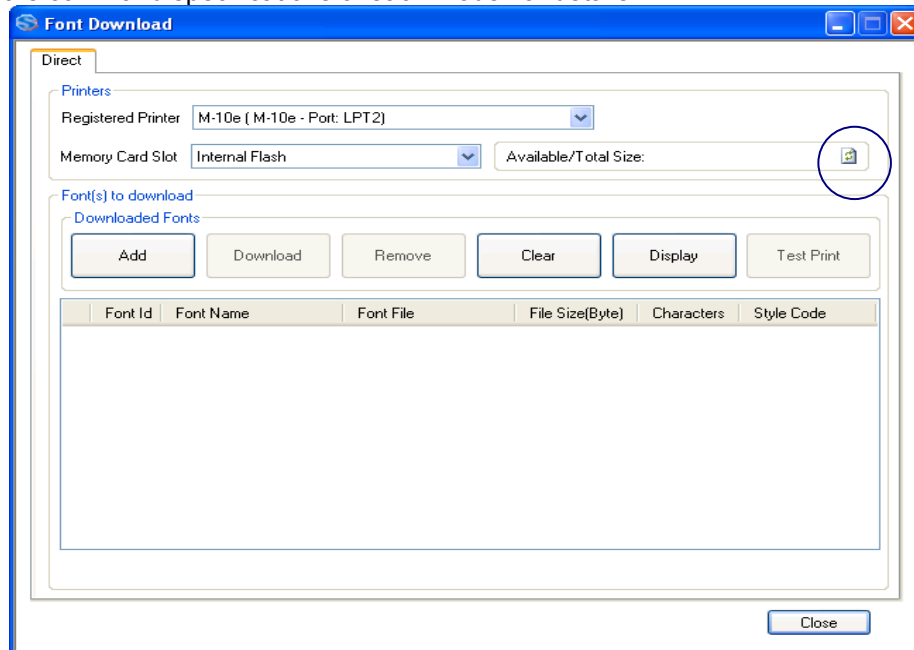 Font Download
Direct
Printers
Registered Printer M-10e ( M-10e - Port: LPT2)
Memory Card Slot Internal Flash Available/Total Size:
Font(s) to download
Downloaded Fonts
Add Download Remove Clear Display Test Print
Font Id Font Name Font File File Size(Byte) Characters Style Code
Close